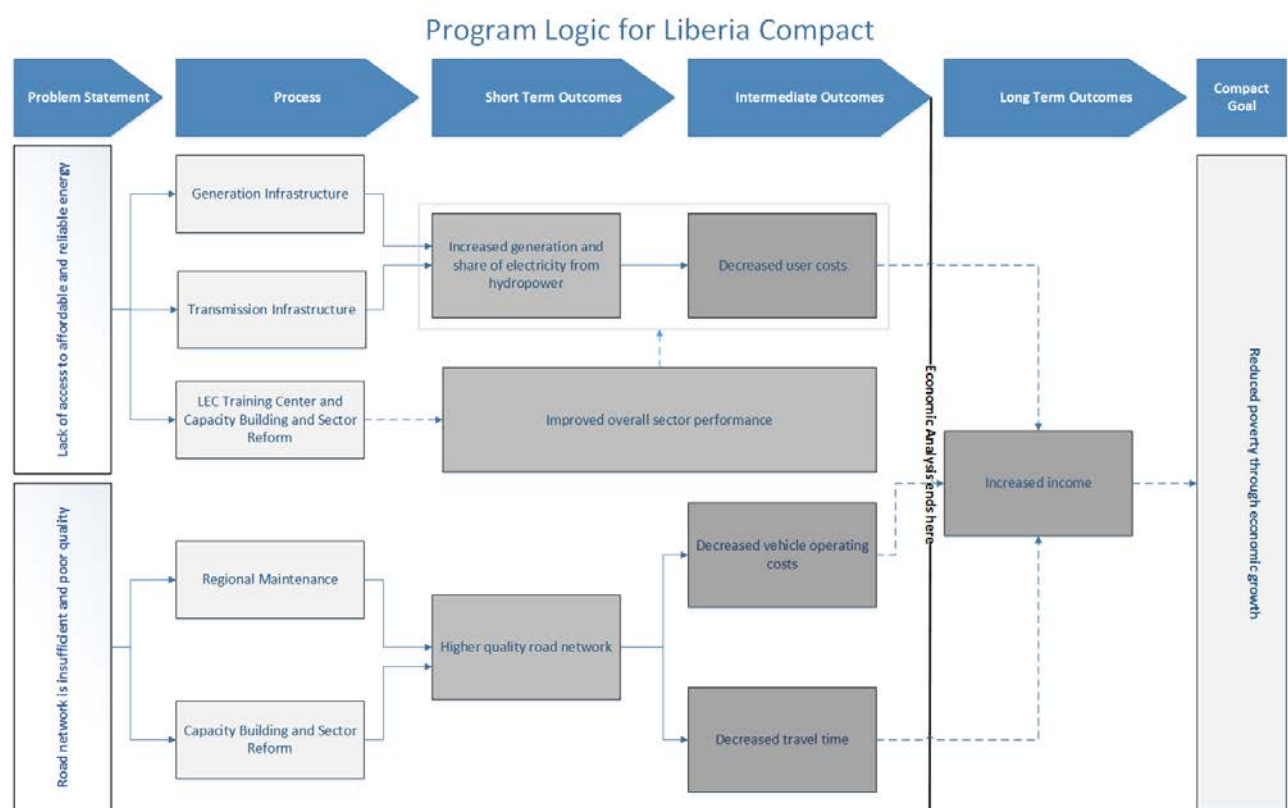 Program Logic for Liberia Compact
Problem Statement
Process
Short Term Outcomes
Intermediate Outcomes
Long Term Outcomes
Compact
Goal
Lack of access to affordable and reliable energy
Generation Infrastructure
Increased generation and
share of electricity from
hydropower
Decreased user costs
Transmission Infrastructure
LEC Training Center and
Capacity Building and Sector
Reform
Improved overall sector performance
Economic Analysis ends here
Increased income
Reduced poverty through economic growth
Road network is insufficient and poor quality
Regional Maintenance
Decreased vehicle operating
costs
Higher quality road network
Capacity Building and Sector
Reform
Decreased travel time